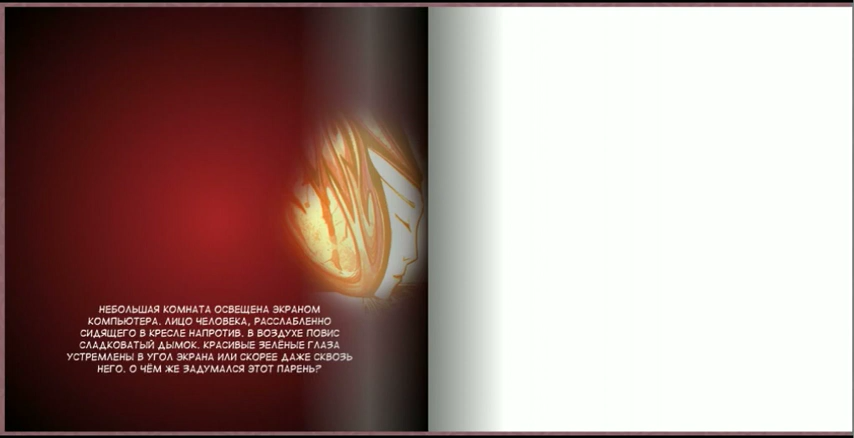 НЕБОЛЬШАЯ КОМНАТА ОСВЕЩЕНА ЭКРАНОМ
КОМПЬЮТЕРА. ЛИЦО ЧЕЛОВЕКА, РАССЛАБЛЕННО
СИДЯЩЕГО В КРЕСЛЕ НАПРОТИВ. В ВОЗДУХЕ ПОВИС
СЛАДКОВАТЫЙ ДЫМОК. КРАСИВЫЕ ЗЕЛЁНЫЕ ГЛАЗА
УСТРЕМЛЕНЫ В УГОЛ ЭКРАНА ИЛИ СКОРЕЕ ДАЖЕ СКВОЗЬ
НЕГО. О ЧЁМ ЖЕ ЗАДУМАЛСЯ ЭТОТ ПАРЕНЬ?